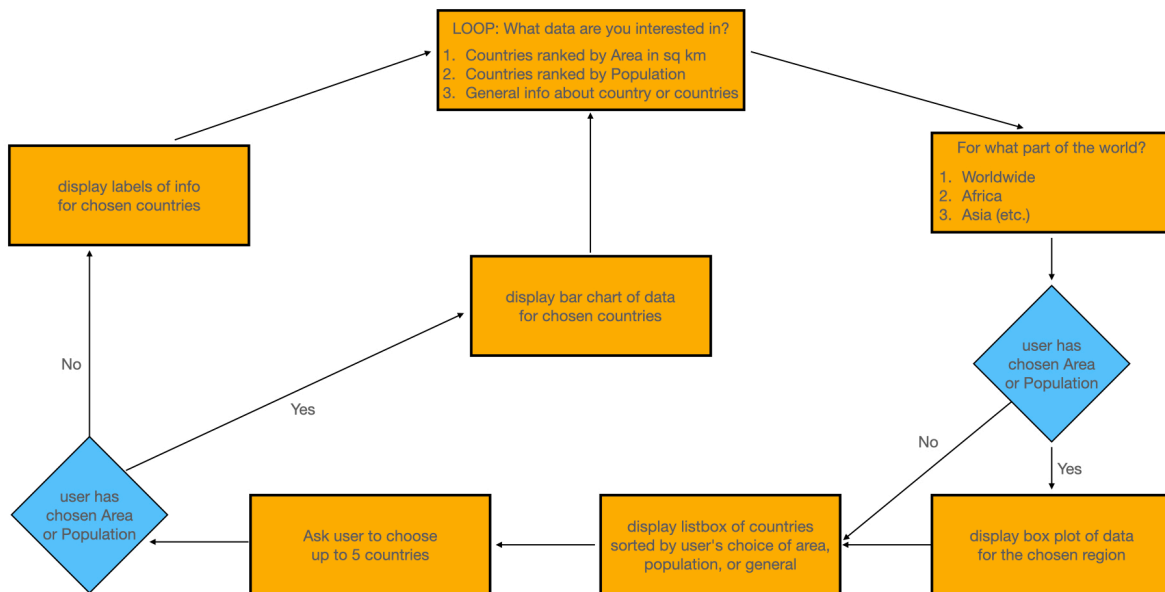 LOOP: What data are you interested in?
1. Countries ranked by Area in sq km
2. Countries ranked by Population
3. General info about country or countries
For what part of the world?
1. Worldwide
2. Africa
3. Asia (etc.)
user has
chosen Area
or Population
No
Yes
display box plot of data
for the chosen region
display listbox of countries
sorted by user's choice of area,
population, or general
Ask user to choose
up to 5 countries
user has
chosen Area
or Population
Yes
display bar chart of data
for chosen countries
No
display labels of info
for chosen countries